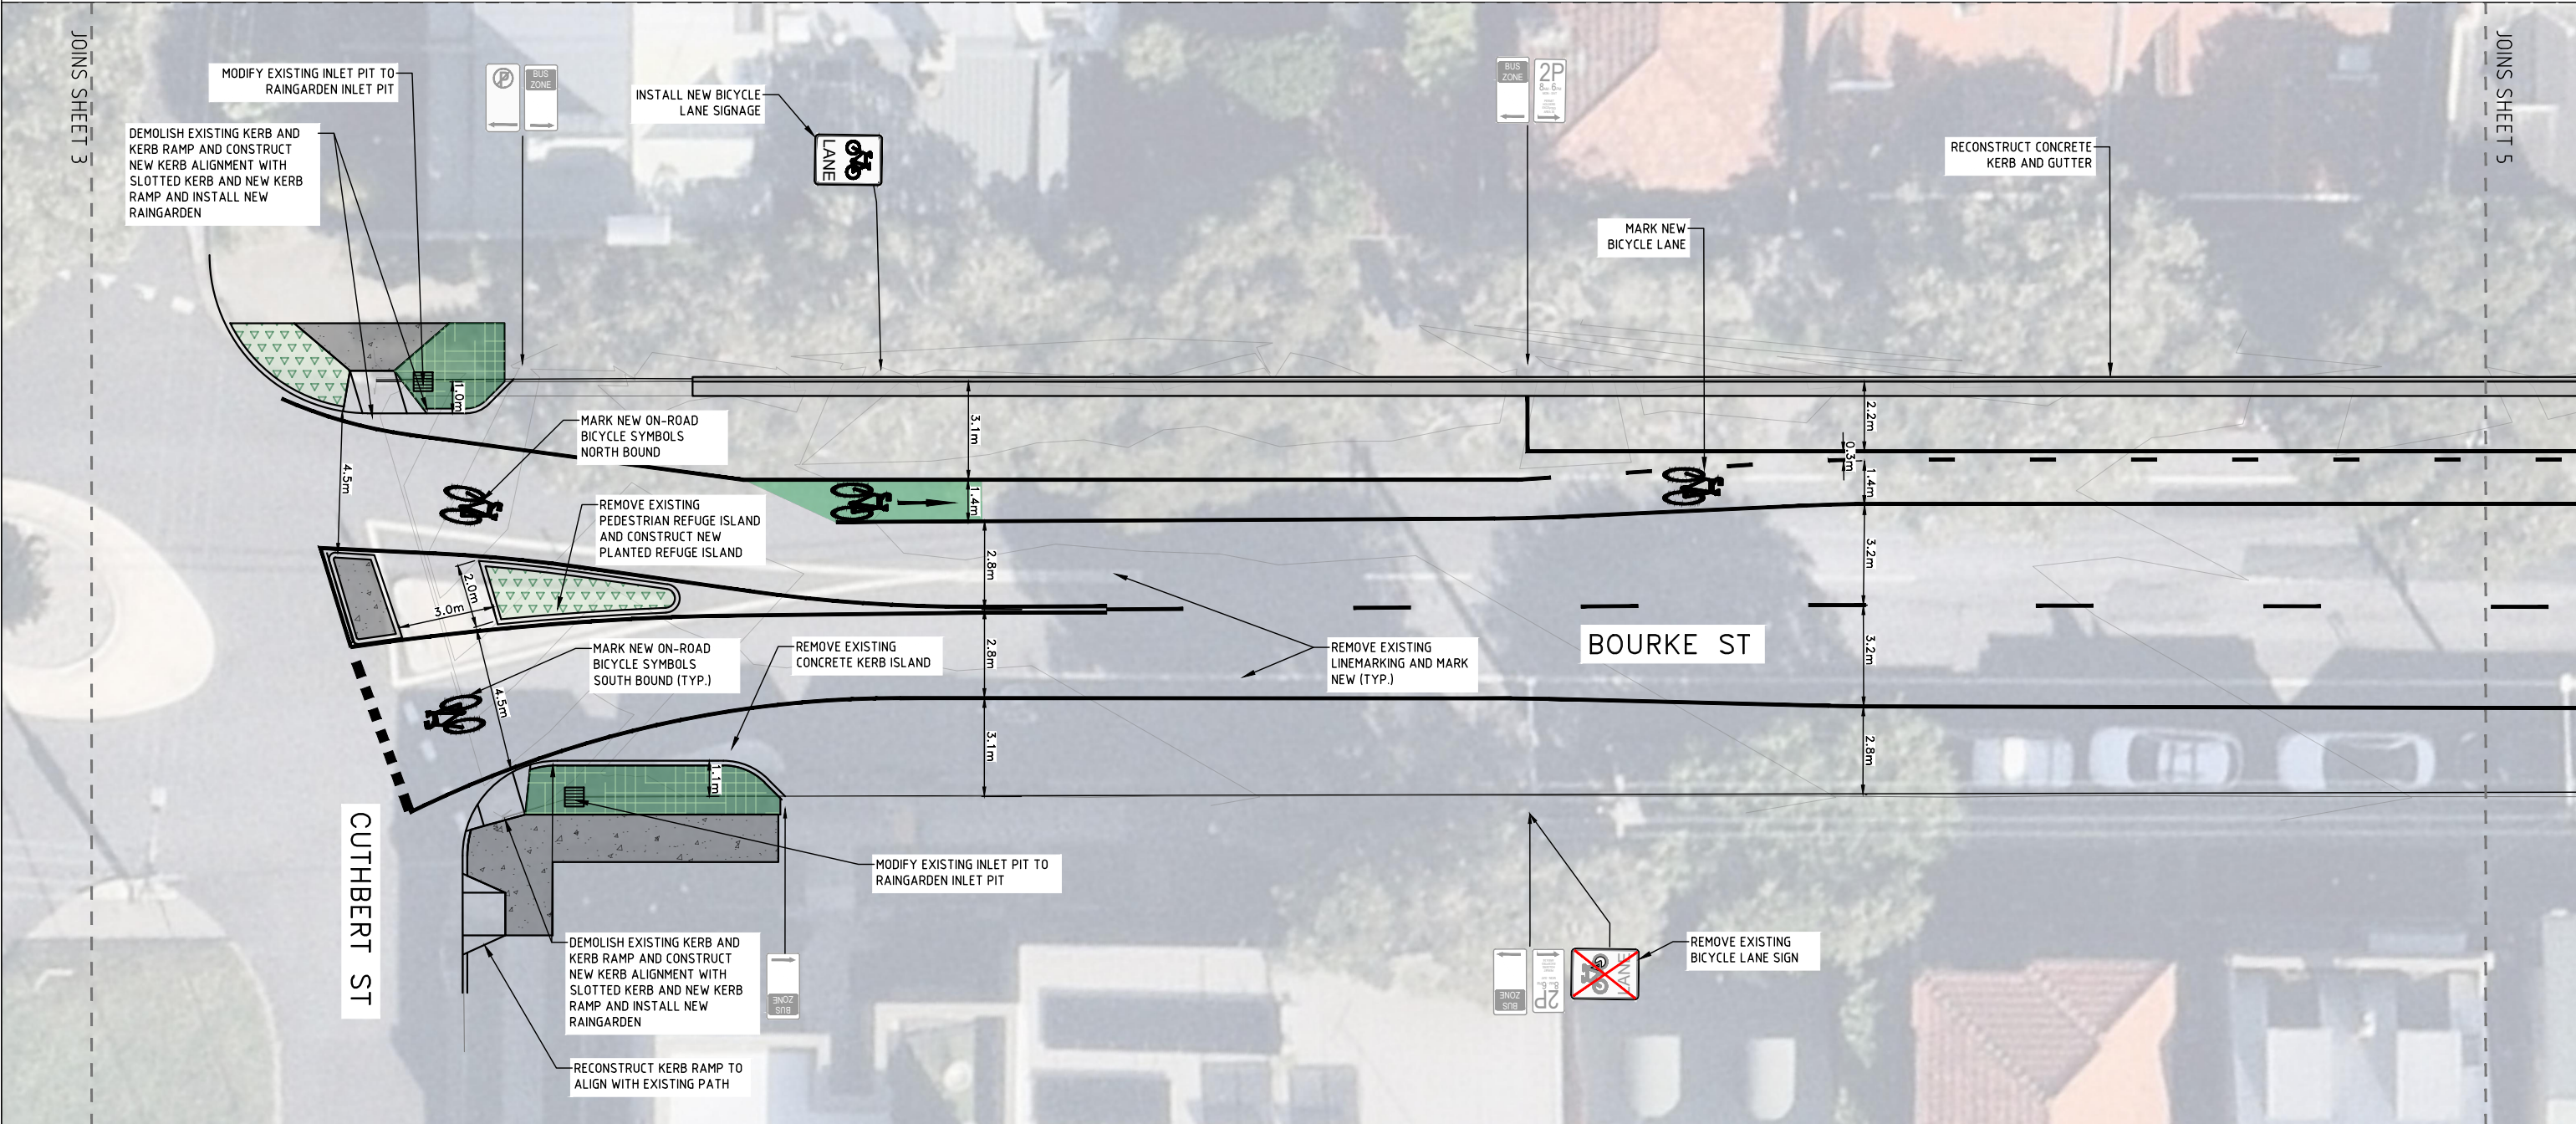 JOINS SHEET 3
MODIFY EXISTING INLET PIT TO
RAINGARDEN INLET PIT
DEMOLISH EXISTING KERB AND
KERB RAMP AND CONSTRUCT
NEW KERB ALIGNMENT WITH
SLOTTED KERB AND NEW KERB
RAMP AND INSTALL NEW
RAINGARDEN
P
BUS
ZONE
INSTALL NEW BICYCLE
LANE SIGNAGE
LANE
BUS
ZONE
2P
MARK NEW
BICYCLE LANE
RECONSTRUCT CONCRETE
KERB AND GUTTER
JOINS SHEET 5
1.0m
MARK NEW ON-ROAD
BICYCLE SYMBOLS
NORTH BOUND
3.1m
2.2m
0.3m
1.4m
4.5m
1.4m
REMOVE EXISTING
PEDESTRIAN REFUGE ISLAND
AND CONSTRUCT NEW
PLANTED REFUGE ISLAND
2.0m
3.0m
2.8m
3.2m
MARK NEW ON-ROAD
BICYCLE SYMBOLS
SOUTH BOUND (TYP.)
REMOVE EXISTING
CONCRETE KERB ISLAND
2.8m
REMOVE EXISTING
LINEMARKING AND MARK
NEW (TYP.)
BOURKE ST
3.2m
4.5m
1.1m
3.1m
2.8m
CUTHBERT ST
MODIFY EXISTING INLET PIT TO
RAINGARDEN INLET PIT
DEMOLISH EXISTING KERB AND
KERB RAMP AND CONSTRUCT
NEW KERB ALIGNMENT WITH
SLOTTED KERB AND NEW KERB
RAMP AND INSTALL NEW
RAINGARDEN
BUS
ZONE
BUS
ZONE
2P
LANE
REMOVE EXISTING
BICYCLE LANE SIGN
RECONSTRUCT KERB RAMP TO
ALIGN WITH EXISTING PATH